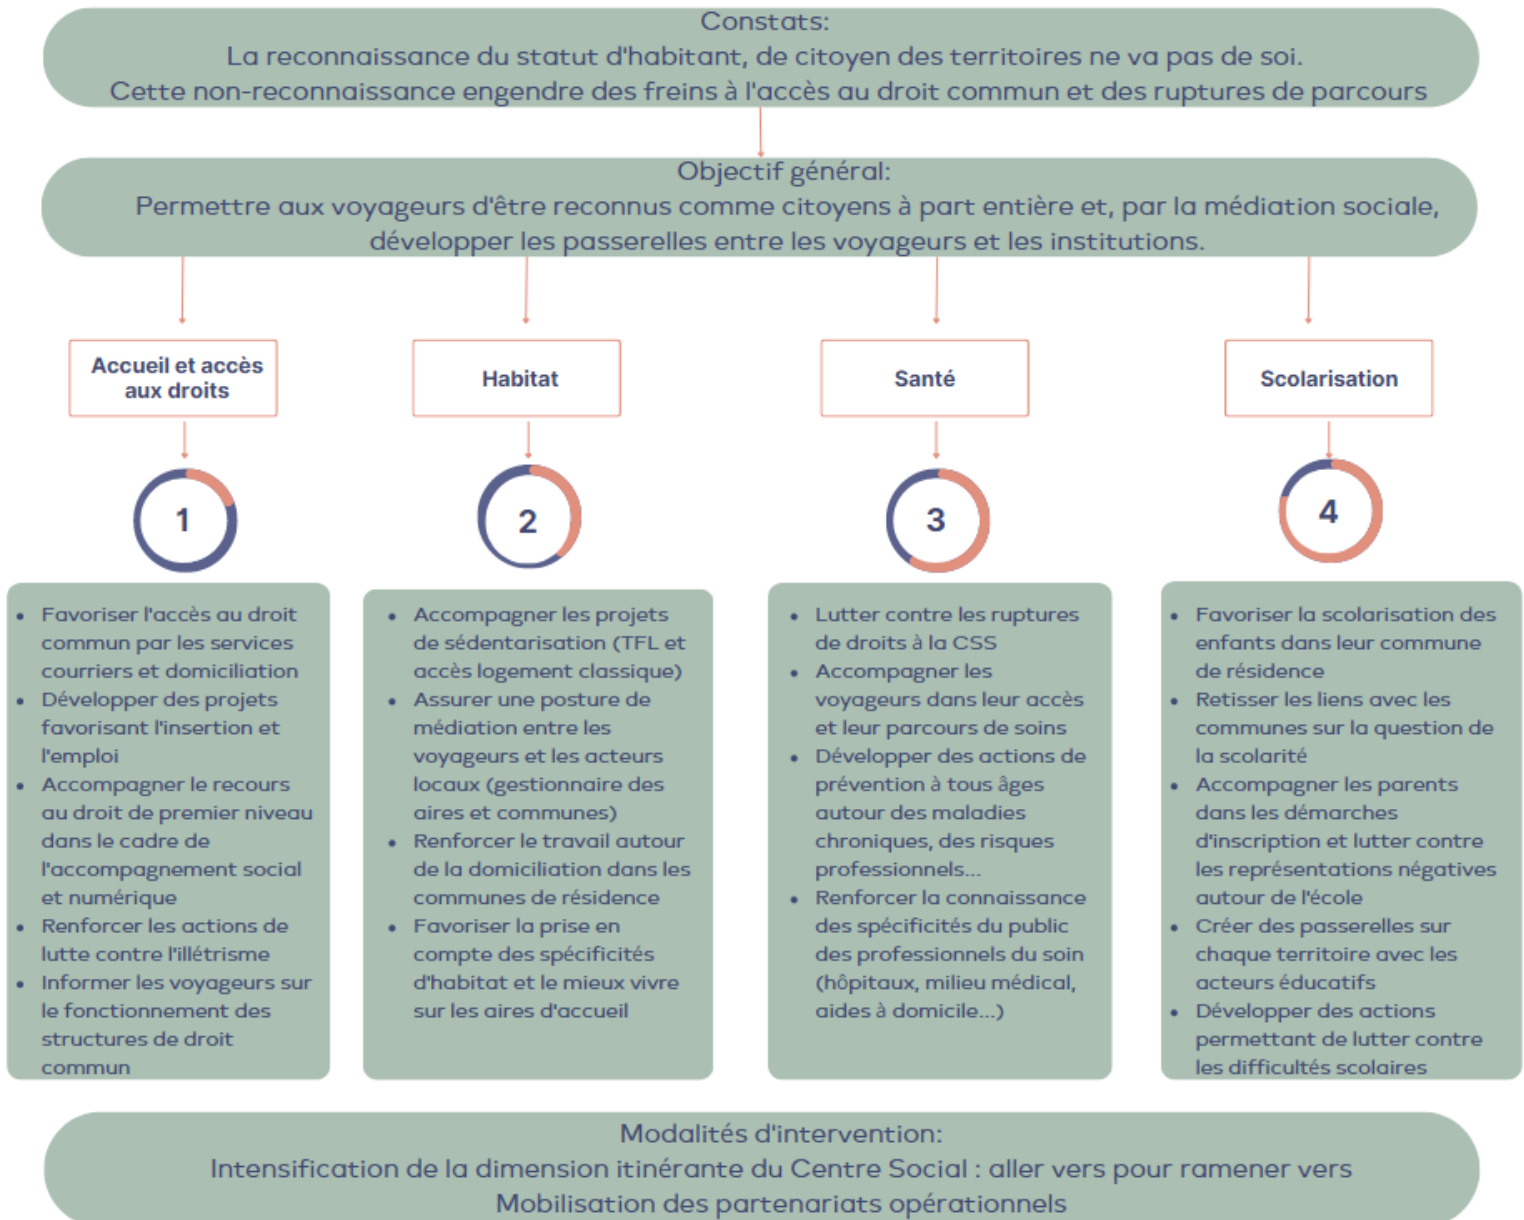 Constats:
La reconnaissance du statut d'habitant, de citoyen des territoires ne va pas de soi.
Cette non-reconnaissance engendre des freins à l'accès au droit commun et des ruptures de parcours
Objectif général:
Permettre aux voyageurs d'être reconnus comme citoyens à part entière et, par la médiation sociale,
développer les passerelles entre les voyageurs et les institutions.
Accueil et accès
aux droits
1
• Favoriser l'accès au droit
commun par les services
courriers et domiciliation
• Développer des projets
favorisant l'insertion et
l'emploi
• Accompagner le recours
au droit de premier niveau
dans le cadre de
l'accompagnement social
et numérique
• Renforcer les actions de
lutte contre l'illétrisme
• Informer les voyageurs sur
le fonctionnement des
structures de droit
commun
Habitat
2
• Accompagner les projets
de sédentarisation (TFL et
accès logement classique)
• Assurer une posture de
médiation entre les
voyageurs et les acteurs
locaux (gestionnaire des
aires et communes)
• Renforcer le travail autour
de la domiciliation dans les
communes de résidence
• Favoriser la prise en
compte des spécificités
d'habitat et le mieux vivre
sur les aires d'accueil
Santé
3
• Lutter contre les ruptures
de droits à la CSS
• Accompagner les
voyageurs dans leur accès
et leur parcours de soins
• Développer des actions de
prévention à tous âges
autour des maladies
chroniques, des risques
professionnels...
• Renforcer la connaissance
des spécificités du public
des professionnels du soin
(hôpitaux, milieu médical,
aides à domicile...)
Scolarisation
4
• Favoriser la scolarisation des
enfants dans leur commune
de résidence
• Retisser les liens avec les
communes sur la question de
la scolarité
• Accompagner les parents
dans les démarches
d'inscription et lutter contre
les représentations négatives
autour de l'école
• Créer des passerelles sur
chaque territoire avec les
acteurs éducatifs
• Développer des actions
permettant de lutter contre
les difficultés scolaires
Modalités d'intervention:
Intensification de la dimension itinérante du Centre Social : aller vers pour ramener vers
Mobilisation des partenariats opérationnels